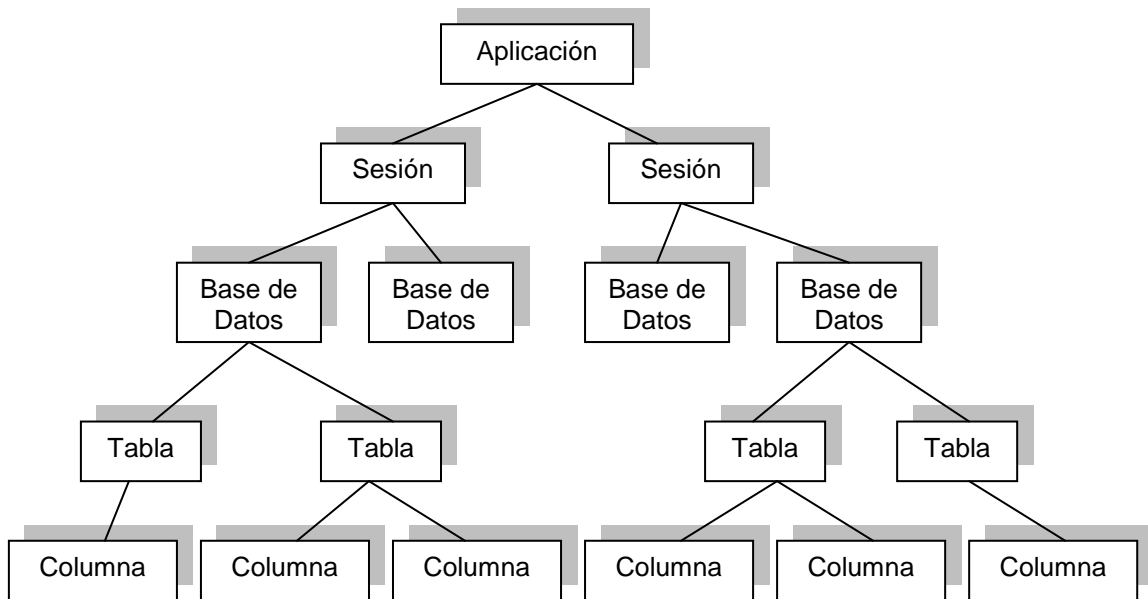 Aplicación
Sesión
Sesión
Base de
Datos
Base de
Datos
Base de
Datos
Base de
Datos
Tabla
Tabla
Tabla
Tabla
Columna
Columna
Columna
Columna
Columna
Columna